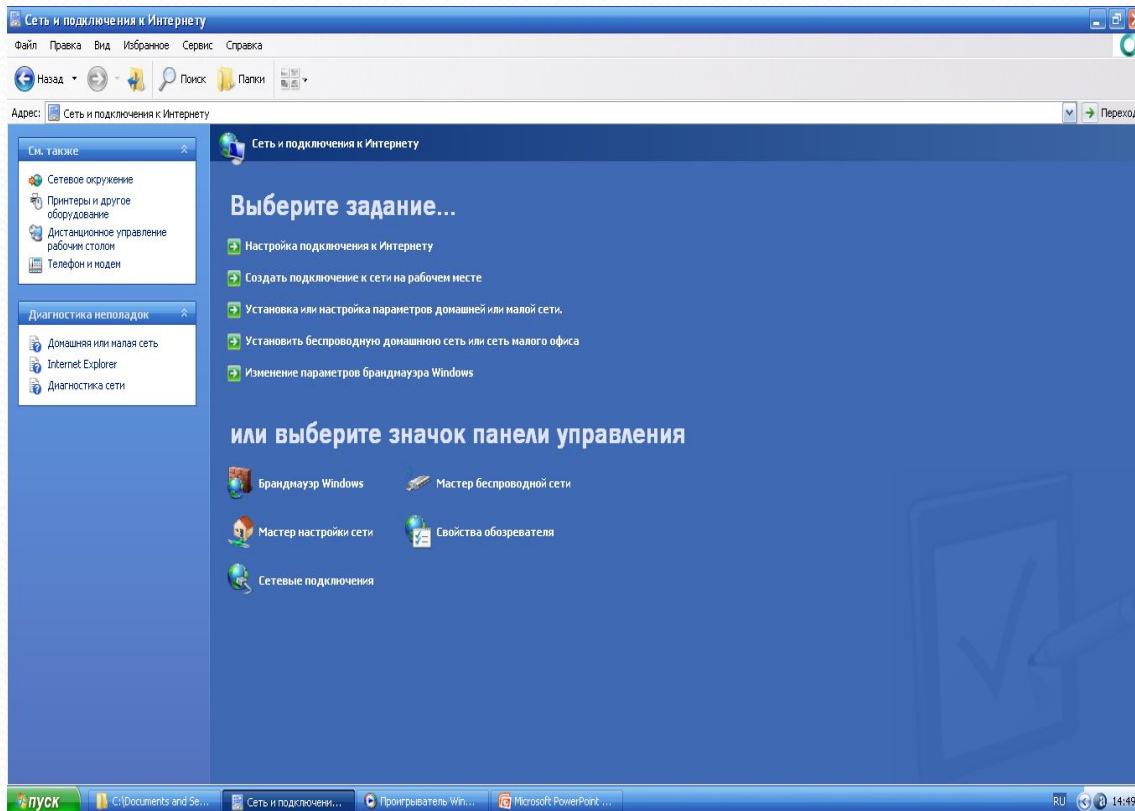 Сеть и подключения к Интернету
Файл Правка Вид Избранное Сервис Справка
Назад Поиск Папки
Адрес: Сеть и подключения к Интернету Переход
См. также
Сетевое окружение
Принтеры и другое
оборудование
Дистанционное управление
рабочим столом
Телефон и модем
Диагностика неполадок
Домашняя или малая сеть
Internet Explorer
Диагностика сети
Сеть и подключения к Интернету
Выберите задание...
Настройка подключения к Интернету
Создать подключение к сети на рабочем месте
Установка или настройка параметров домашней или малой сети.
Установить беспроводную домашнюю сеть или сеть малого офиса
Изменение параметров брандмауэра Windows
или выберите значок панели управления
Брандмауэр Windows Мастер беспроводной сети
Мастер настройки сети Свойства обозревателя
Сетевые подключения
пуск C:\Documents and Se... Сеть и подключени... Проигрыватель Win... Microsoft PowerPoint ... RU 14:49